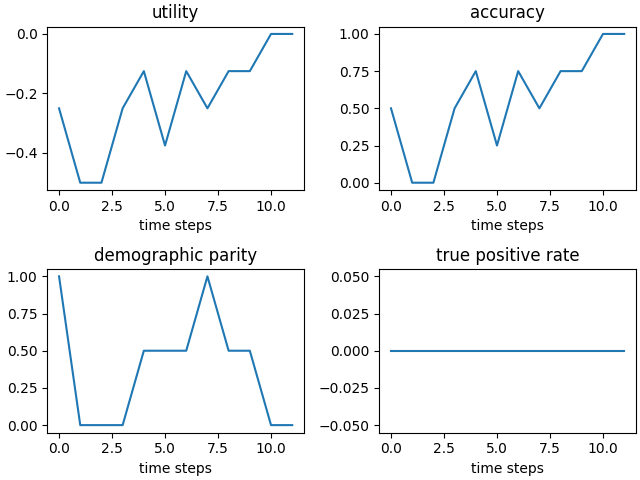 utility
0.0
−0.2
−0.4
0.0 2.5 5.0 7.5 10.0
time steps
accuracy
1.00
0.75
0.50
0.25
0.00
0.0 2.5 5.0 7.5 10.0
time steps
demographic parity
1.00
0.75
0.50
0.25
0.00
0.0 2.5 5.0 7.5 10.0
time steps
true positive rate
0.050
0.025
0.000
−0.025
−0.050
0.0 2.5 5.0 7.5 10.0
time steps